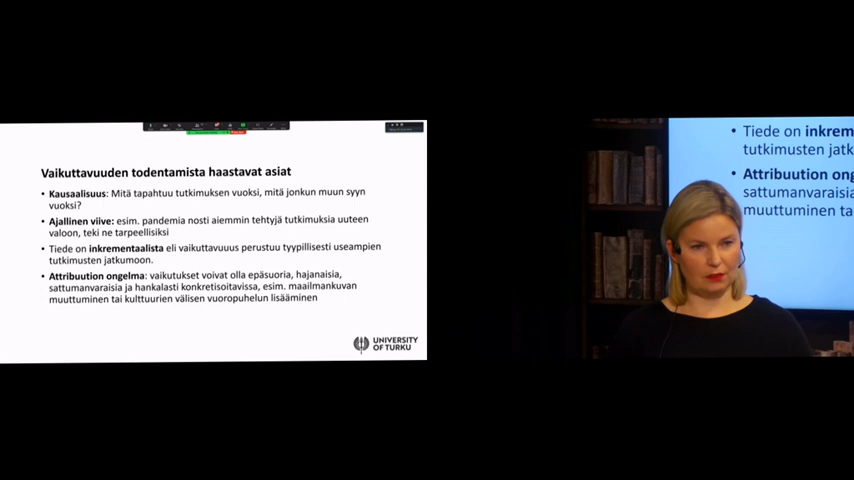 Vaikuttavuuden todentamista haastavat asiat
• Kausaalisuus: Mitä tapahtuu tutkimuksen vuoksi, mitä jonkun muun syyn
vuoksi?
• Ajallinen viive: esim. pandemia nosti aiemmin tehtyjä tutkimuksia uuteen
valoon, teki ne tarpeellisiksi
• Tiede on inkrementaalista eli vaikuttavuuus perustuu tyypillisesti useampien
tutkimusten jatkumoon.
• Attribuution ongelma: vaikutukset voivat olla epäsuoria, hajanaisia,
sattumanvaraisia ja hankalasti konkretisoitavissa, esim. maailmankuvan
muuttuminen tai kulttuurien välisen vuoropuhelun lisääminen
UNIVERSITY
OF TURKU
• Tiede on inkrem
tutkimusten jatk
• Attribuution ong
sattumanvaraisia
muuttuminen ta